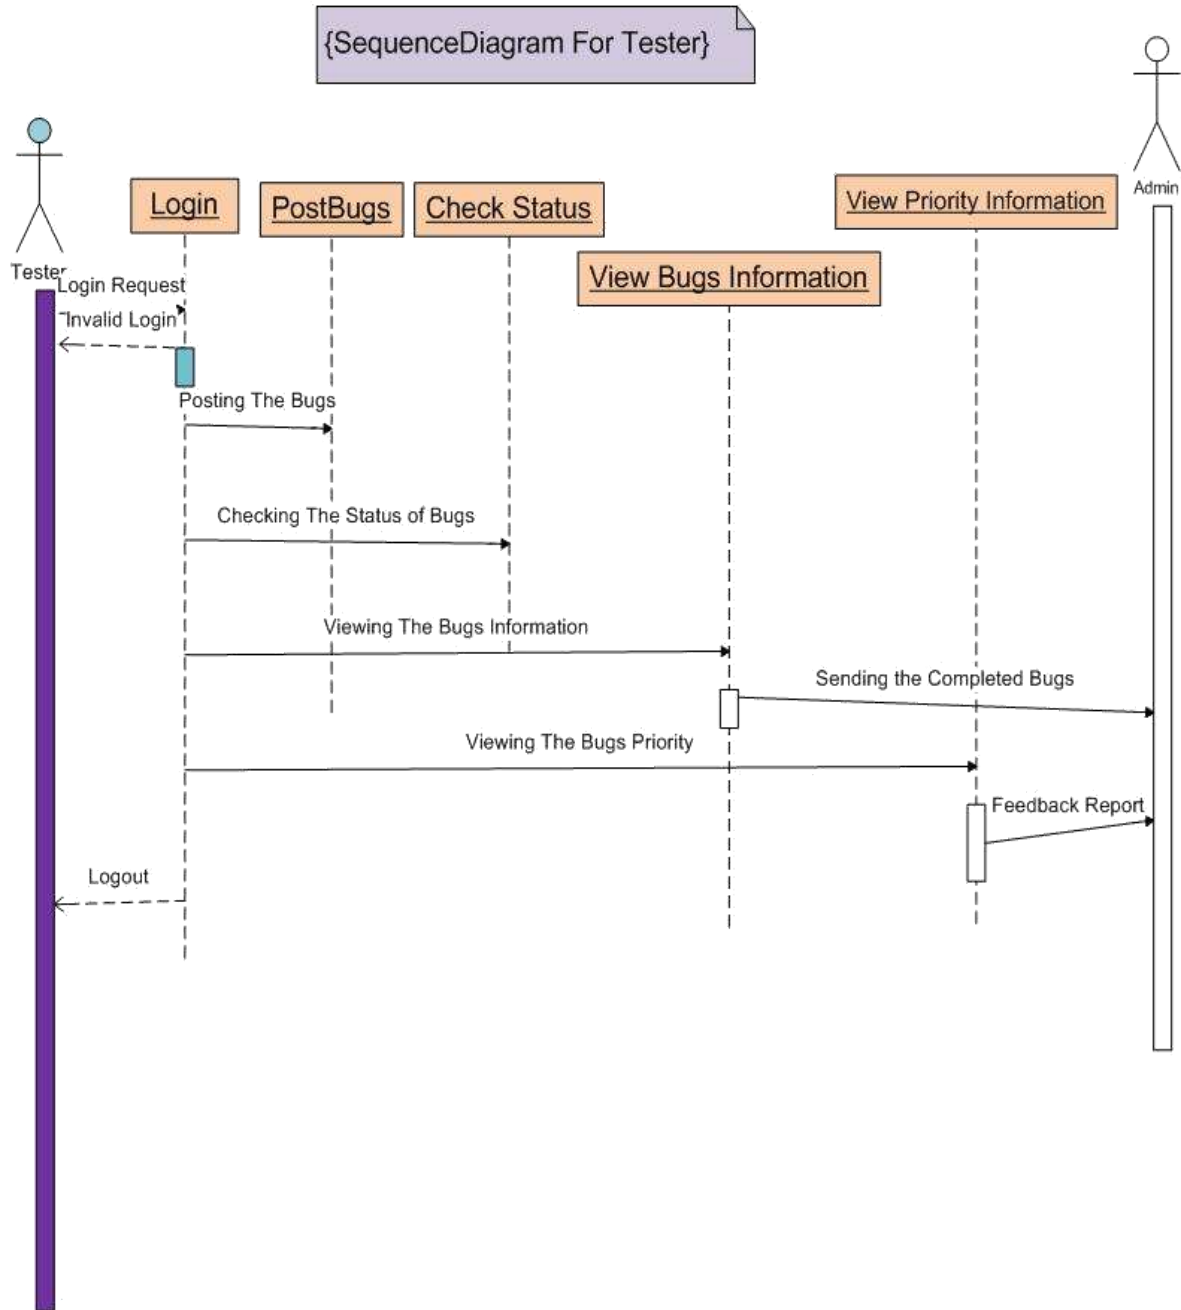 {SequenceDiagram For Tester}
Admin
Login
PostBugs
Check Status
View Priority Information
Tester
View Bugs Information
Login Request
Invalid Login
Posting The Bugs
Checking The Status of Bugs
Viewing The Bugs Information
Sending the Completed Bugs
Viewing The Bugs Priority
Feedback Report
Logout